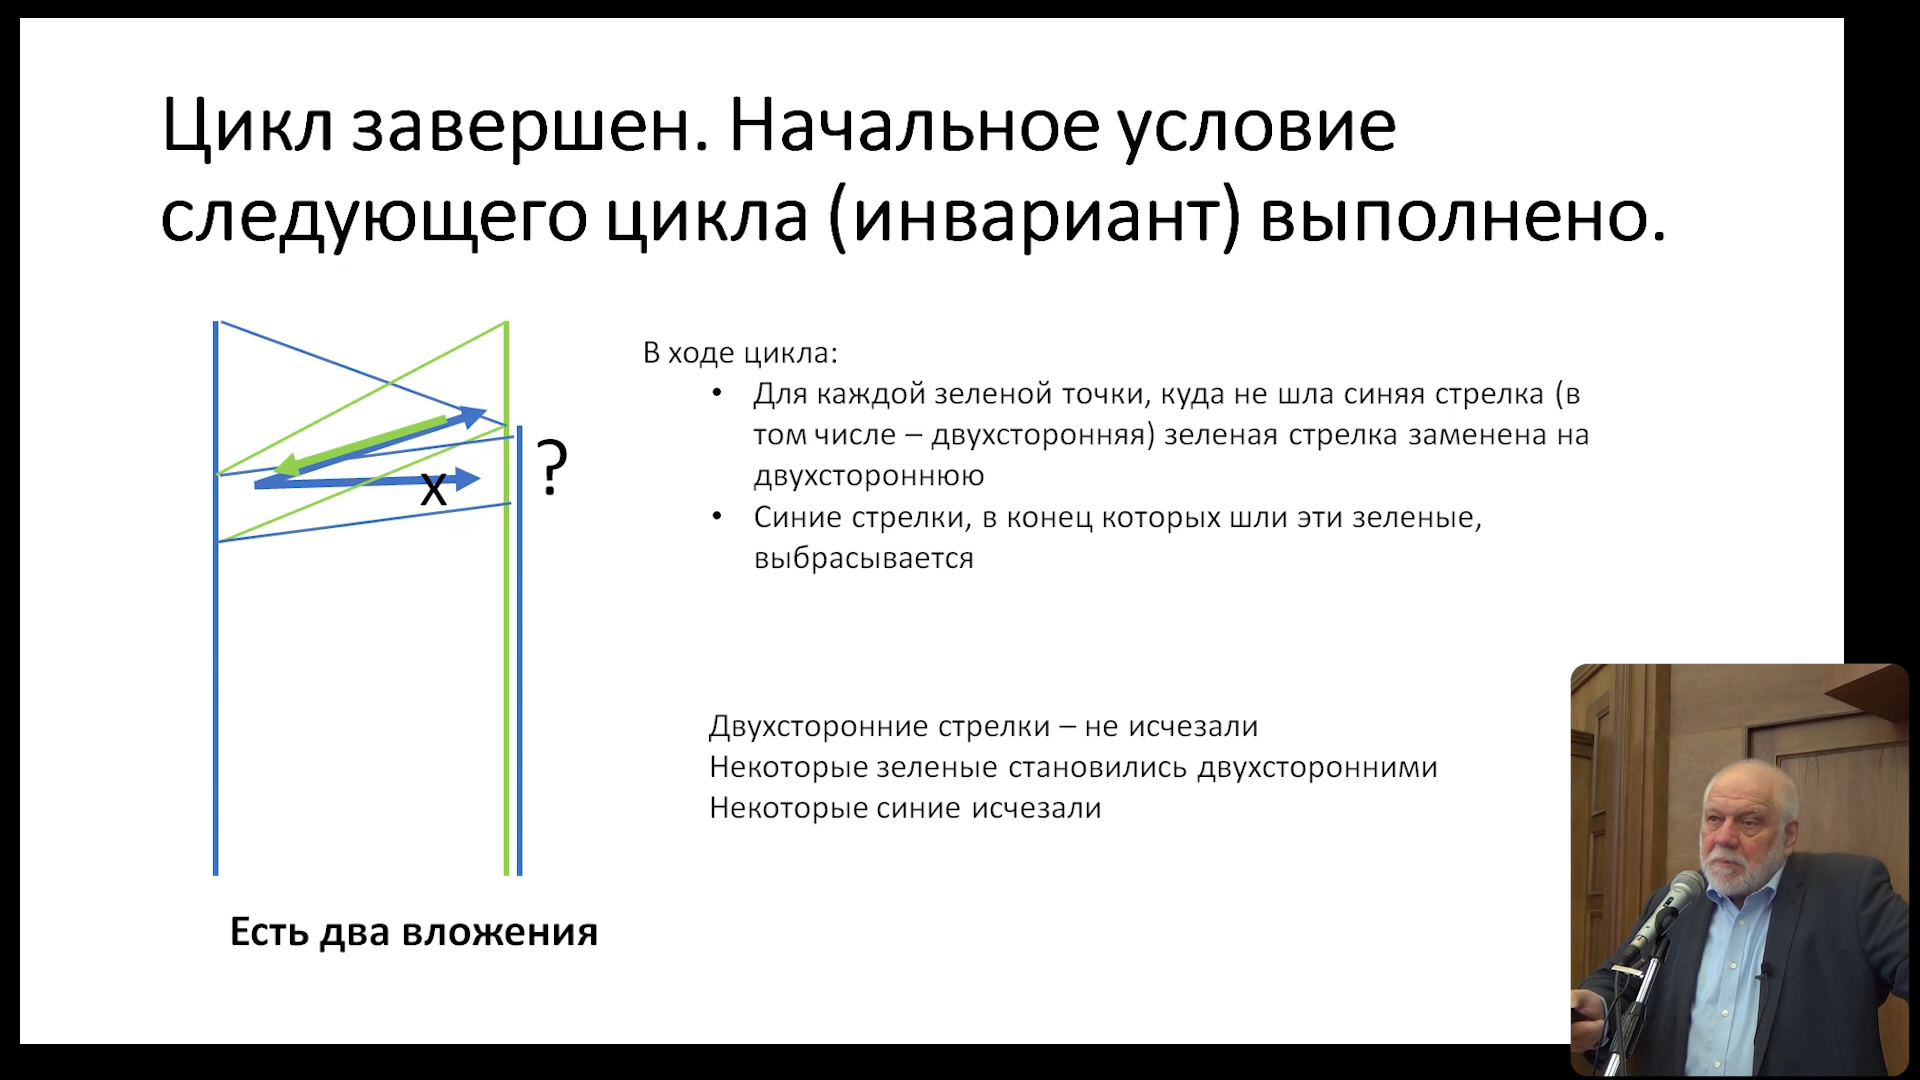 Цикл завершен. Начальное условие
следующего цикла (инвариант) выполнено.
В ходе цикла:
• Для каждой зеленой точки, куда не шла синяя стрелка (в
том числе – двухсторонняя) зеленая стрелка заменена на
двухстороннюю
• Синие стрелки, в конец которых шли эти зеленые,
выбрасывается
?
x
Двухсторонние стрелки – не исчезали
Некоторые зеленые становились двухсторонними
Некоторые синие исчезали
Есть два вложения